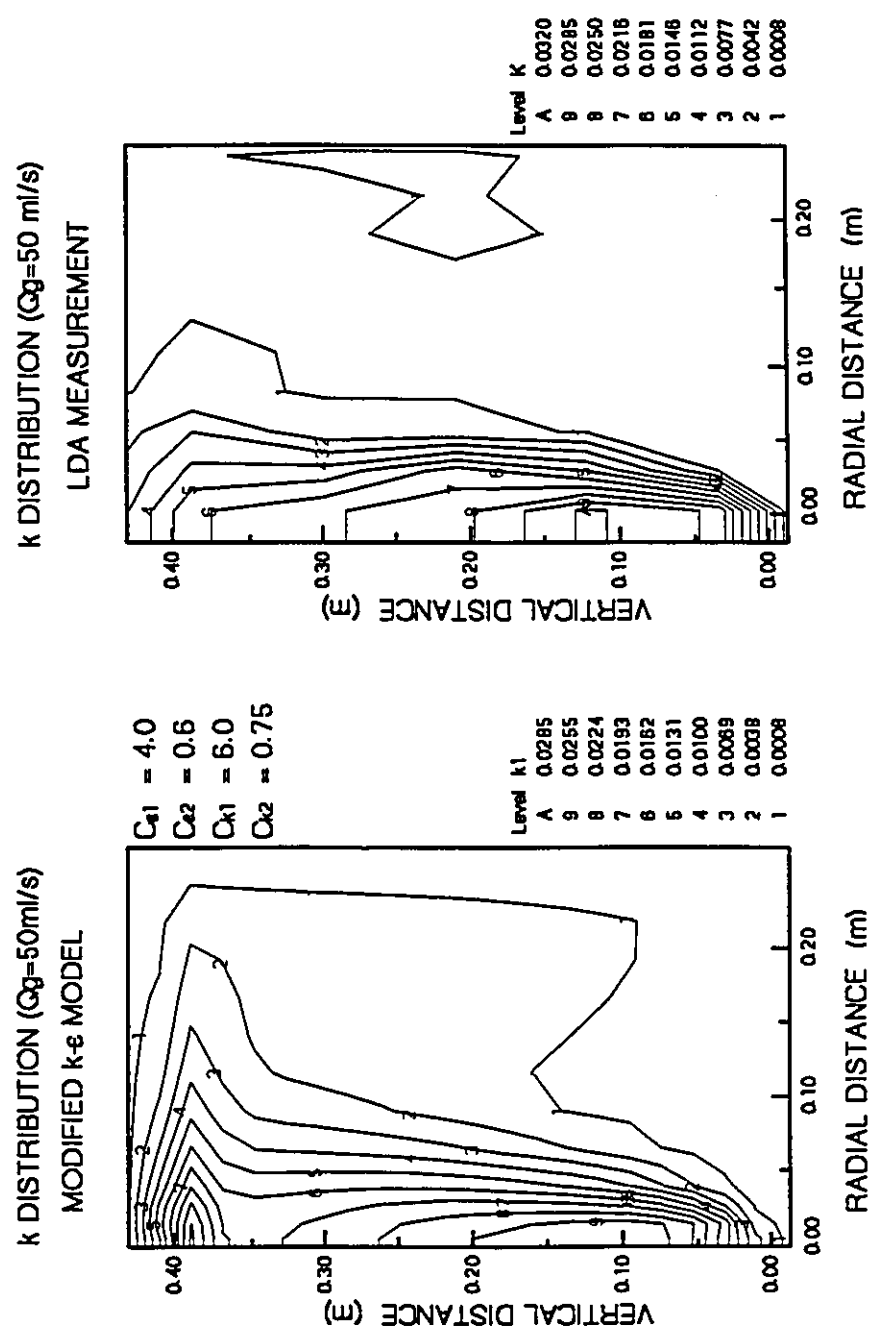 k DISTRIBUTION (Qg=50ml/s)
MODIFIED k-ε MODEL
Cε1 = 4.0
Cε2 = 0.6
Ck1 = 6.0
Ck2 = 0.75
Level k1
A 0.0285
9 0.0255
8 0.0224
7 0.0193
6 0.0162
5 0.0131
4 0.0100
3 0.0069
2 0.0038
1 0.0008
VERTICAL DISTANCE (m)
0.40
0.30
0.20
0.10
0.00
0.00 0.10 0.20
RADIAL DISTANCE (m)
k DISTRIBUTION (Qg=50 ml/s)
LDA MEASUREMENT
Level K
A 0.0320
9 0.0285
8 0.0250
7 0.0216
6 0.0181
5 0.0146
4 0.0112
3 0.0077
2 0.0042
1 0.0008
VERTICAL DISTANCE (m)
0.40
0.30
0.20
0.10
0.00
0.00 0.10 0.20
RADIAL DISTANCE (m)